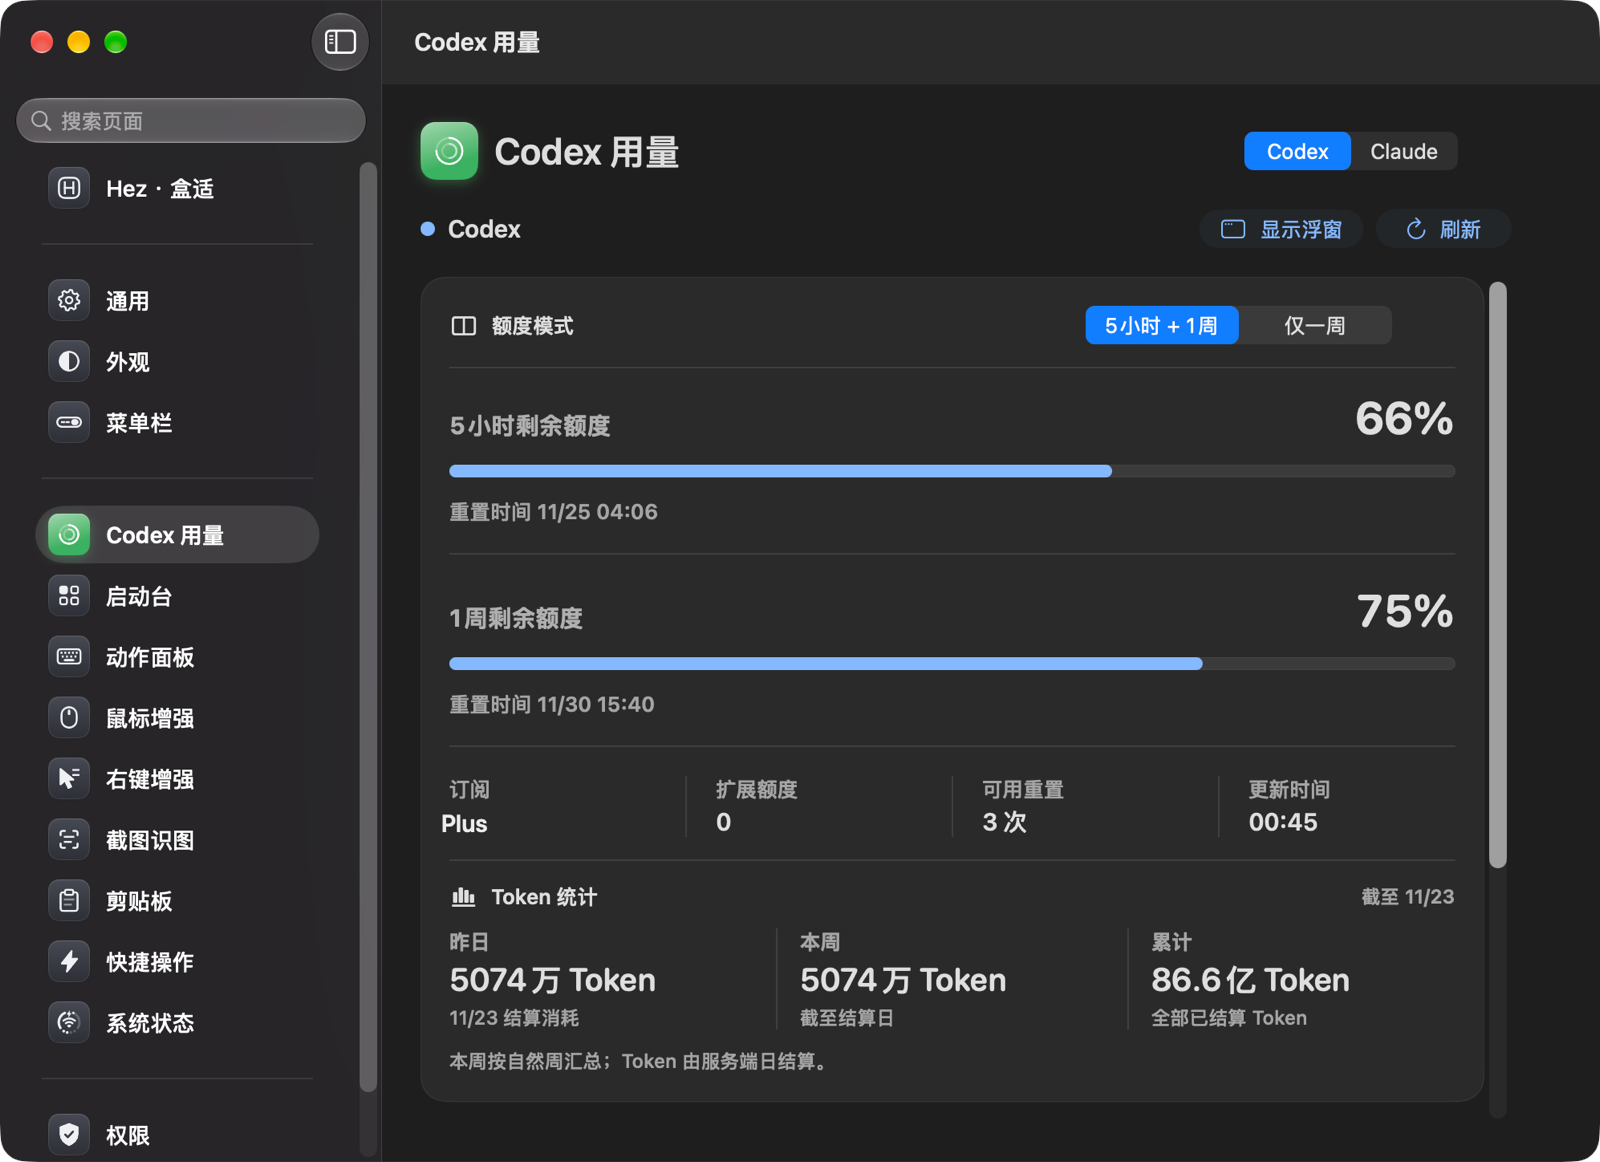 Codex 用量
搜索页面
Hez · 盒适
通用
外观
菜单栏
Codex 用量
启动台
动作面板
鼠标增强
右键增强
截图识图
剪贴板
快捷操作
系统状态
权限
Codex 用量
Codex
Claude
Codex
显示浮窗
刷新
额度模式
5小时 + 1周
仅一周
5小时剩余额度
66%
重置时间 11/25 04:06
1周剩余额度
75%
重置时间 11/30 15:40
订阅
Plus
扩展额度
0
可用重置
3 次
更新时间
00:45
Token 统计
截至 11/23
昨日
5074万 Token
11/23 结算消耗
本周
5074万 Token
截至结算日
累计
86.6亿 Token
全部已结算 Token
本周按自然周汇总；Token 由服务端日结算。